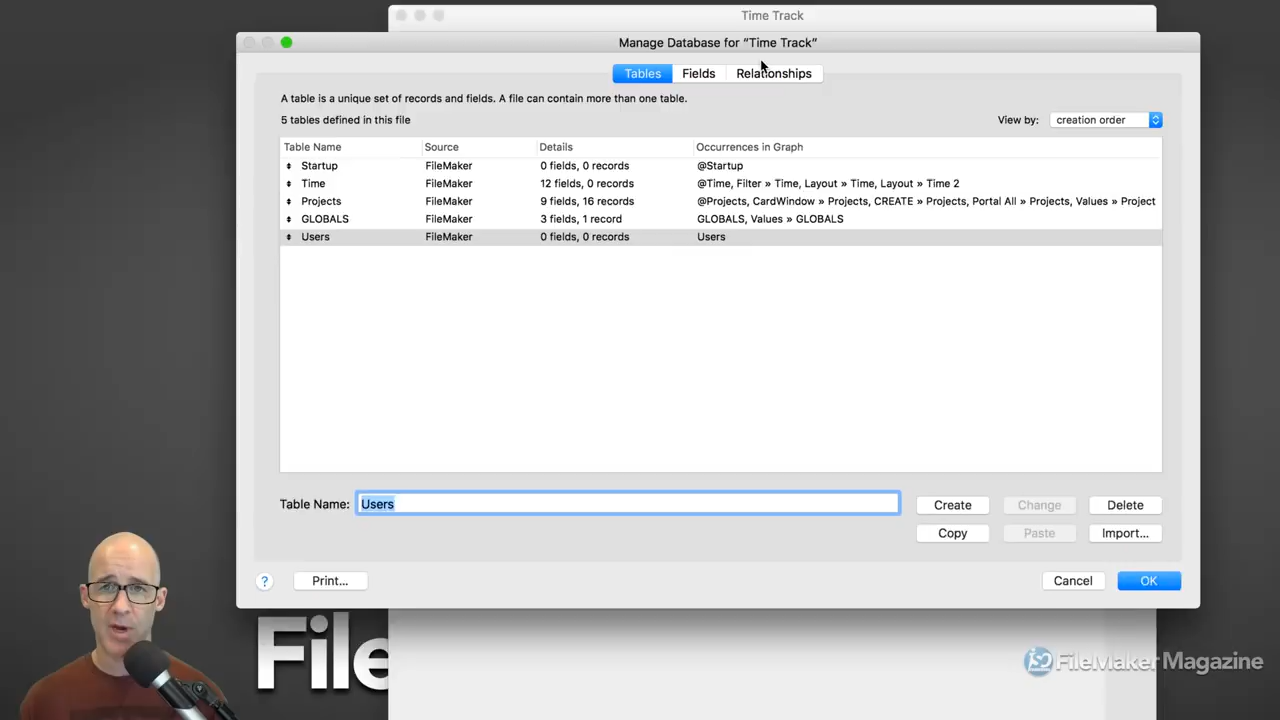 Time Track
Manage Database for “Time Track”
Tables Fields Relationships
A table is a unique set of records and fields. A file can contain more than one table.
5 tables defined in this file
View by: creation order
Table Name Source Details Occurrences in Graph
Startup FileMaker 0 fields, 0 records @Startup
Time FileMaker 12 fields, 0 records @Time, Filter » Time, Layout » Time, Layout » Time 2
Projects FileMaker 9 fields, 16 records @Projects, CardWindow » Projects, CREATE » Projects, Portal All » Projects, Values » Project
GLOBALS FileMaker 3 fields, 1 record GLOBALS, Values » GLOBALS
Users FileMaker 0 fields, 0 records Users
Table Name: Users
Create Change Delete
Copy Paste Import...
? Print... Cancel OK
File
FileMaker Magazine